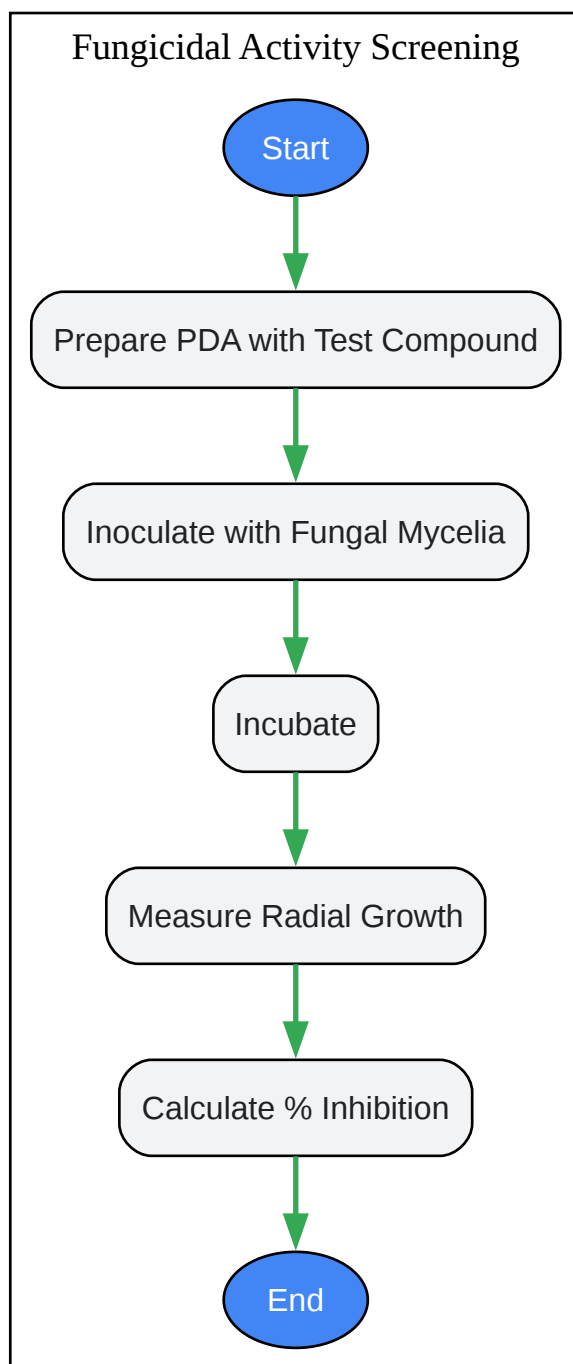 Fungicidal Activity Screening
Start
Prepare PDA with Test Compound
Inoculate with Fungal Mycelia
Incubate
Measure Radial Growth
Calculate % Inhibition
End